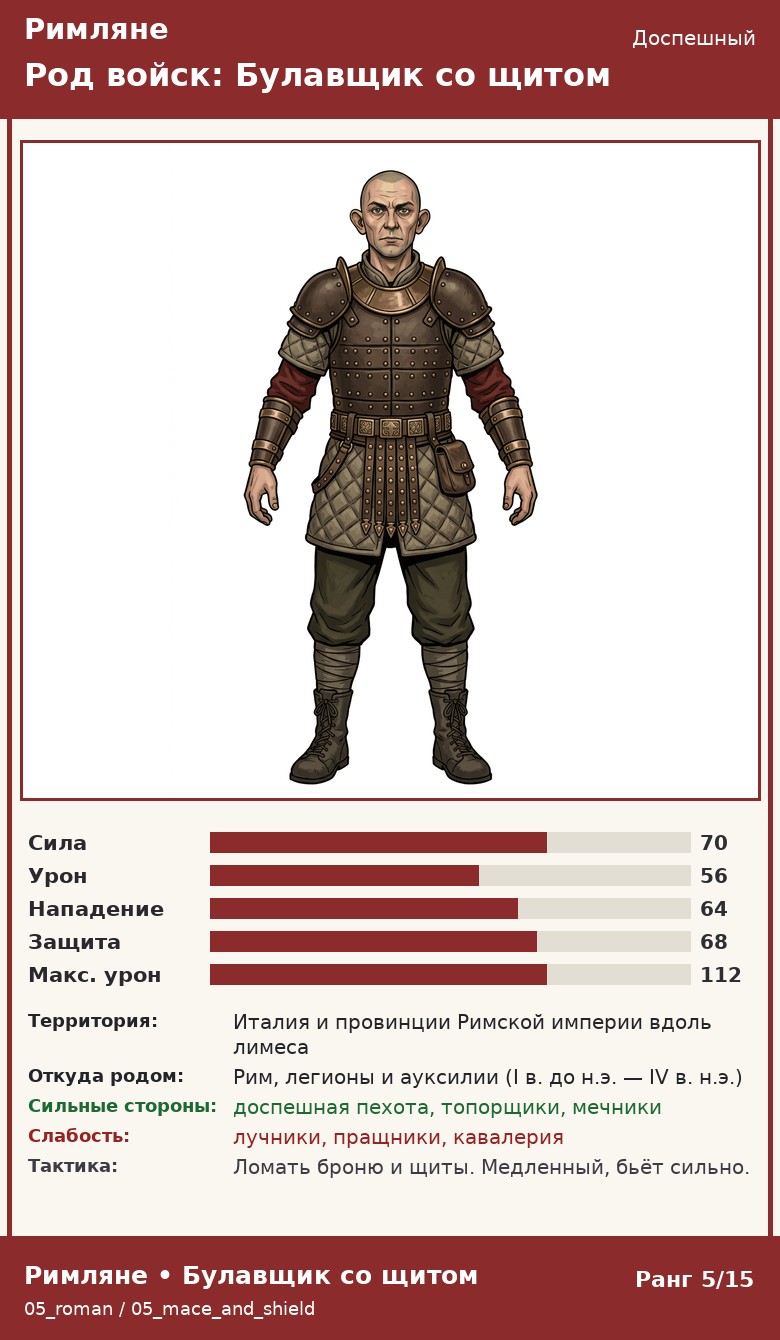 Римляне
Доспешный
Род войск: Булавщик со щитом
Сила 70
Урон 56
Нападение 64
Защита 68
Макс. урон 112
Территория: Италия и провинции Римской империи вдоль
лимеса
Откуда родом: Рим, легионы и ауксилии (I в. до н.э. — IV в. н.э.)
Сильные стороны: доспешная пехота, топорщики, мечники
Слабость: лучники, пращники, кавалерия
Тактика: Ломать броню и щиты. Медленный, бьёт сильно.
Римляне • Булавщик со щитом
Ранг 5/15
05_roman / 05_mace_and_shield